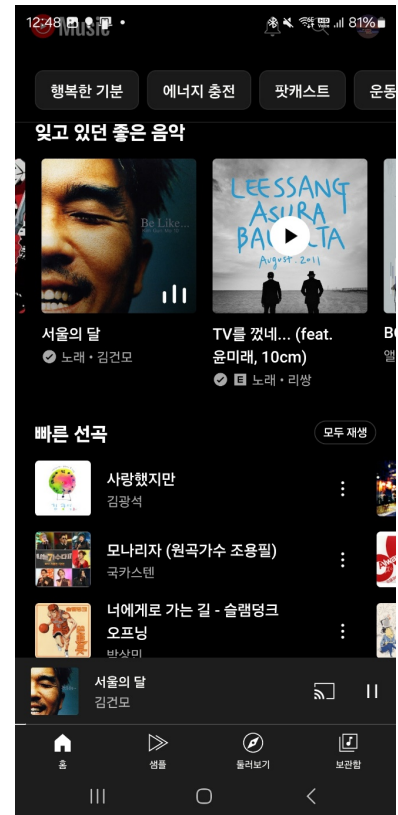 12:48
81%
Music
행복한 기분
에너지 충전
팟캐스트
운동
잊고 있던 좋은 음악
Be Like...
LEESSANG
ASURA
BALBALTA
August. 2011
서울의 달
노래 • 김건모
TV를 껐네... (feat.
윤미래, 10cm)
E 노래 • 리쌍
빠른 선곡
모두 재생
사랑했지만
김광석
모나리자 (원곡가수 조용필)
국카스텐
너에게로 가는 길 - 슬램덩크
오프닝
박상민
서울의 달
김건모
홈
샘플
둘러보기
보관함